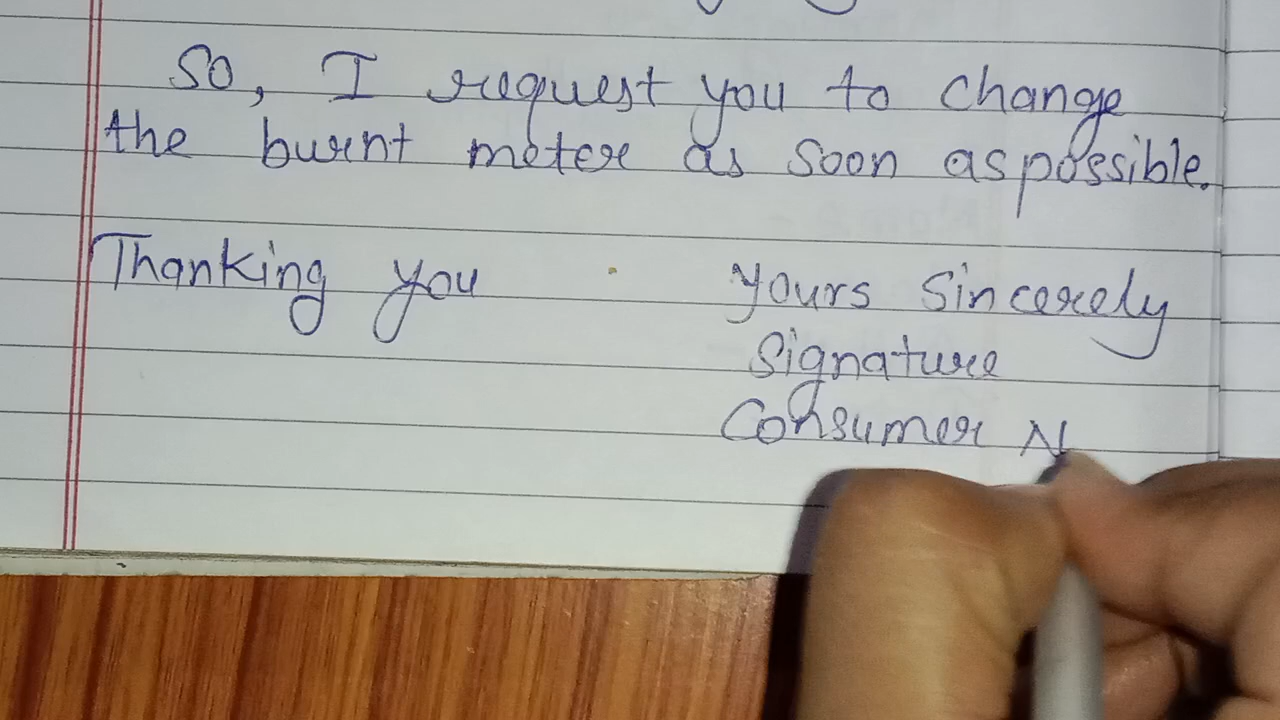 So, I request you to change
the burnt meter as soon as possible.
Thanking you
yours Sincerely
Signature
Consumer N